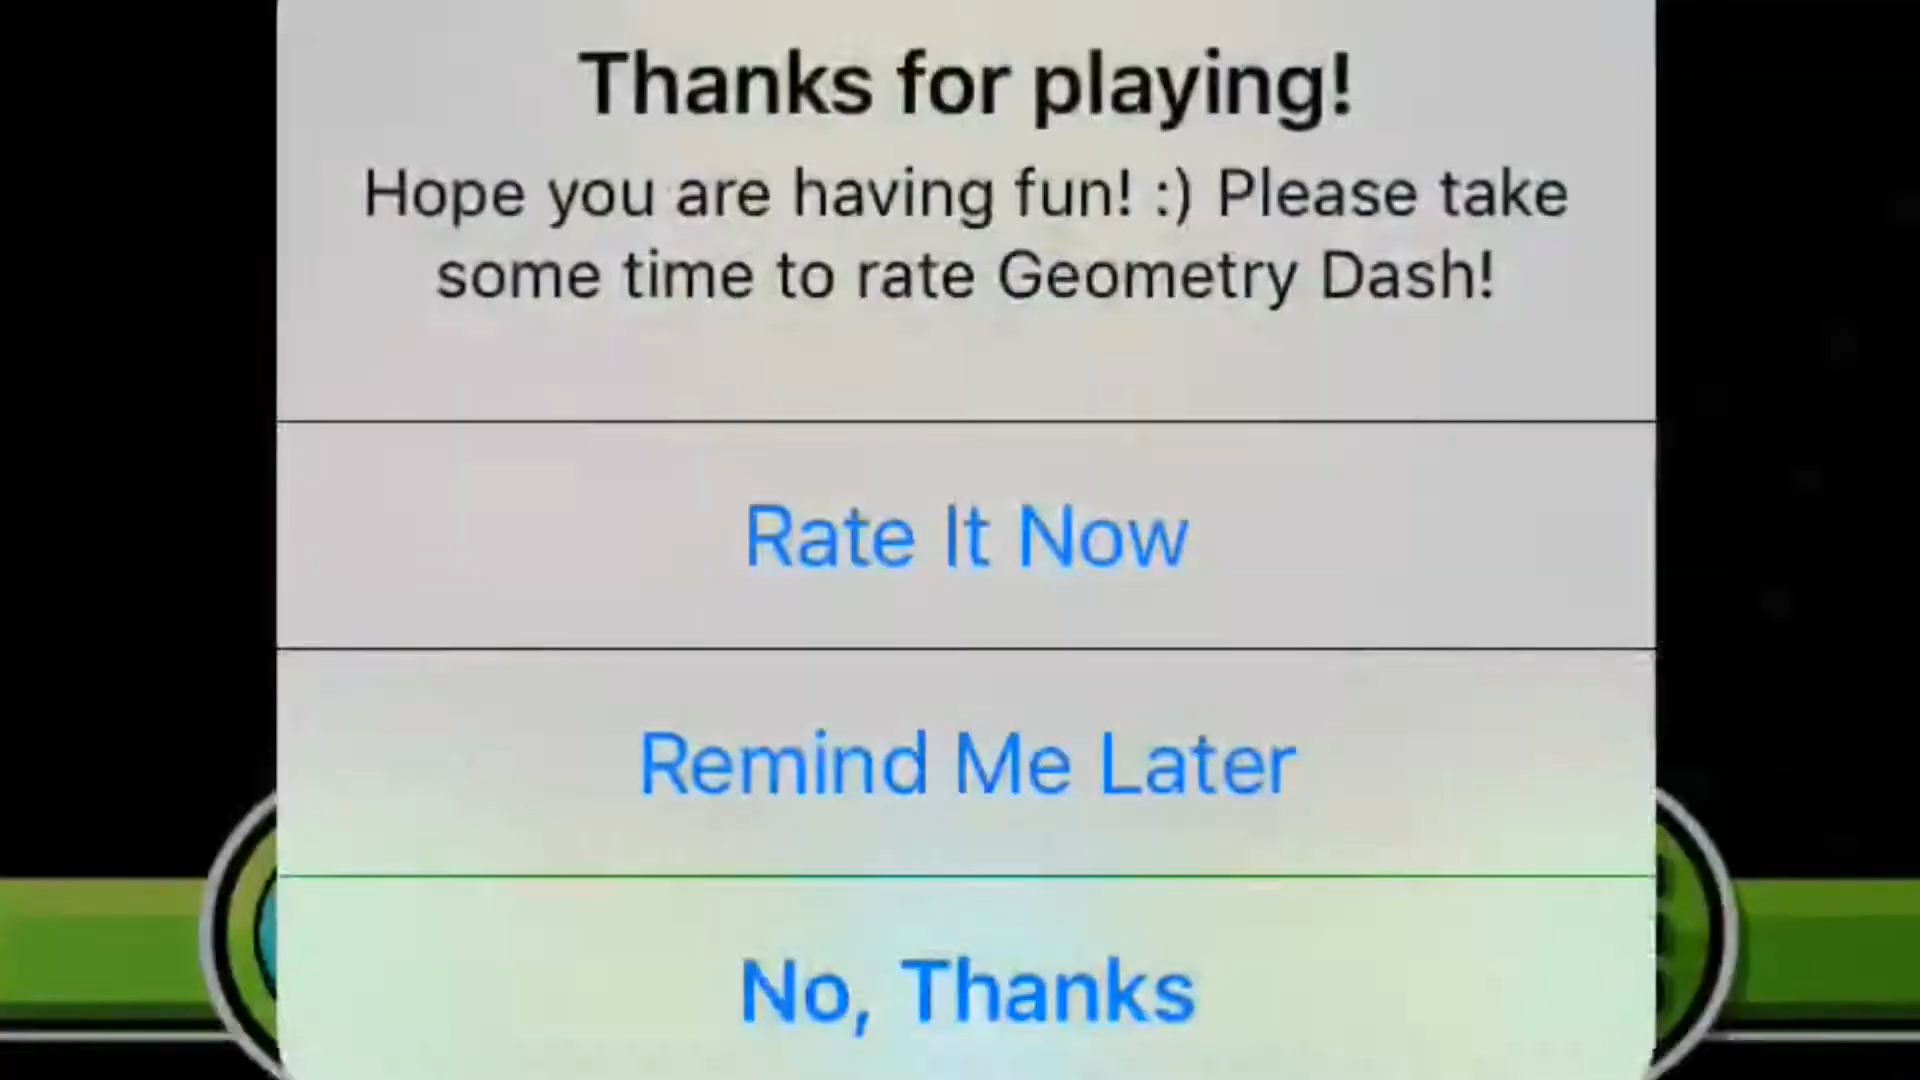 Thanks for playing!
Hope you are having fun! :) Please take
some time to rate Geometry Dash!
Rate It Now
Remind Me Later
No, Thanks